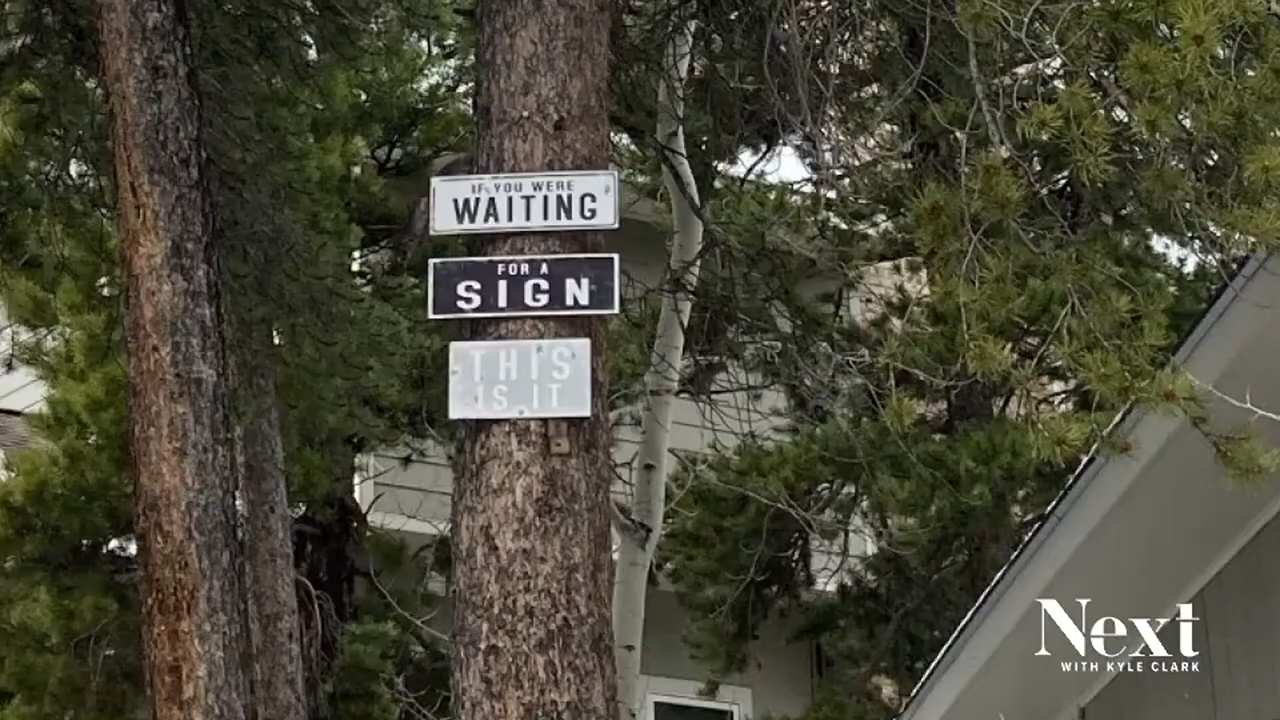 IF YOU WERE
WAITING
FOR A
SIGN
THIS
IS IT
Next
WITH KYLE CLARK